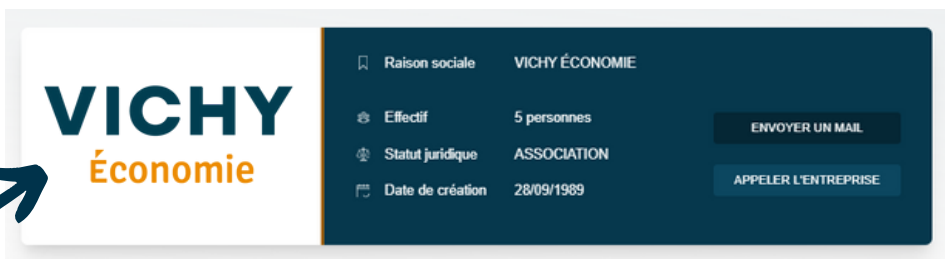 VICHY
Économie
Raison sociale VICHY ÉCONOMIE
Effectif 5 personnes
Statut juridique ASSOCIATION
Date de création 28/09/1989
ENVOYER UN MAIL
APPELER L'ENTREPRISE